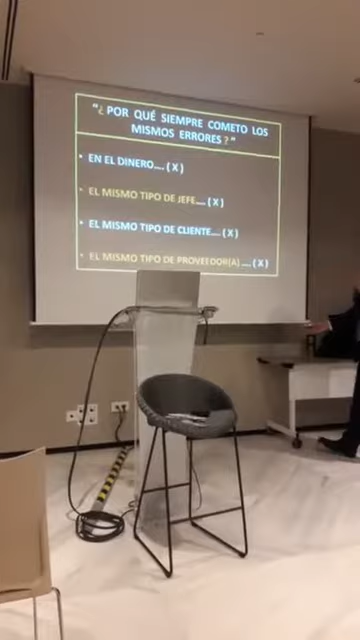 "¿ POR QUÉ SIEMPRE COMETO LOS
MISMOS ERRORES ?"
• EN EL DINERO.... ( X )
• EL MISMO TIPO DE JEFE.... ( X )
• EL MISMO TIPO DE CLIENTE.... ( X )
• EL MISMO TIPO DE PROVEEDOR(A) .... ( X )